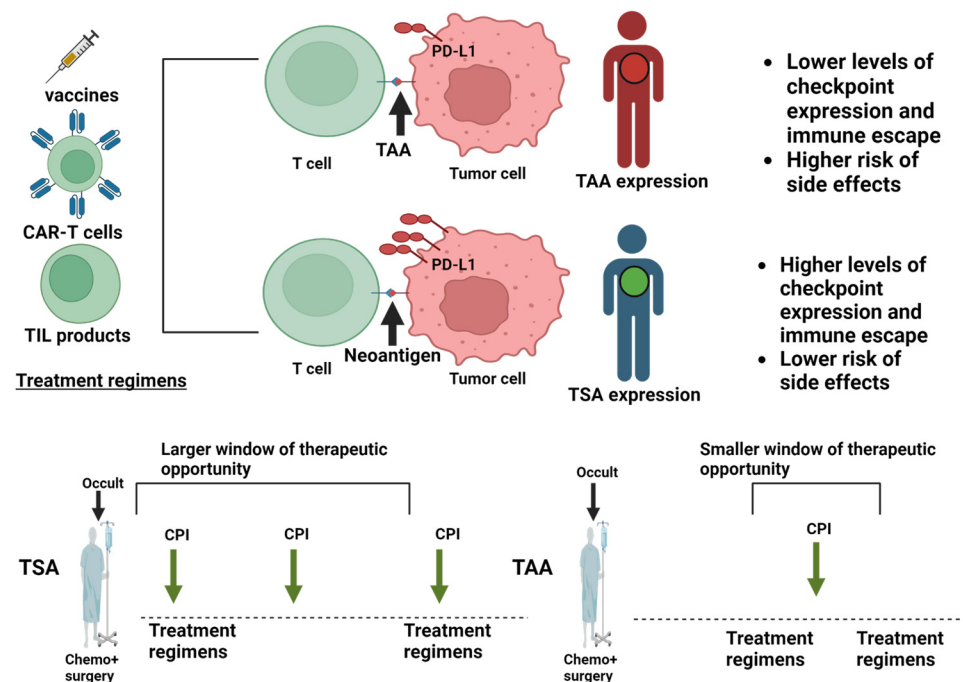 vaccines
CAR-T cells
TIL products
Treatment regimens
PD-L1
TAA
T cell
Tumor cell
TAA expression
• Lower levels of
checkpoint
expression and
immune escape
• Higher risk of
side effects
PD-L1
Neoantigen
T cell
Tumor cell
TSA expression
• Higher levels of
checkpoint
expression and
immune escape
• Lower risk of
side effects
Larger window of therapeutic
opportunity
Occult
CPI
CPI
CPI
TSA
Treatment
regimens
Treatment
regimens
Chemo+
surgery
Smaller window of therapeutic
opportunity
Occult
CPI
TAA
Treatment
regimens
Treatment
regimens
Chemo+
surgery